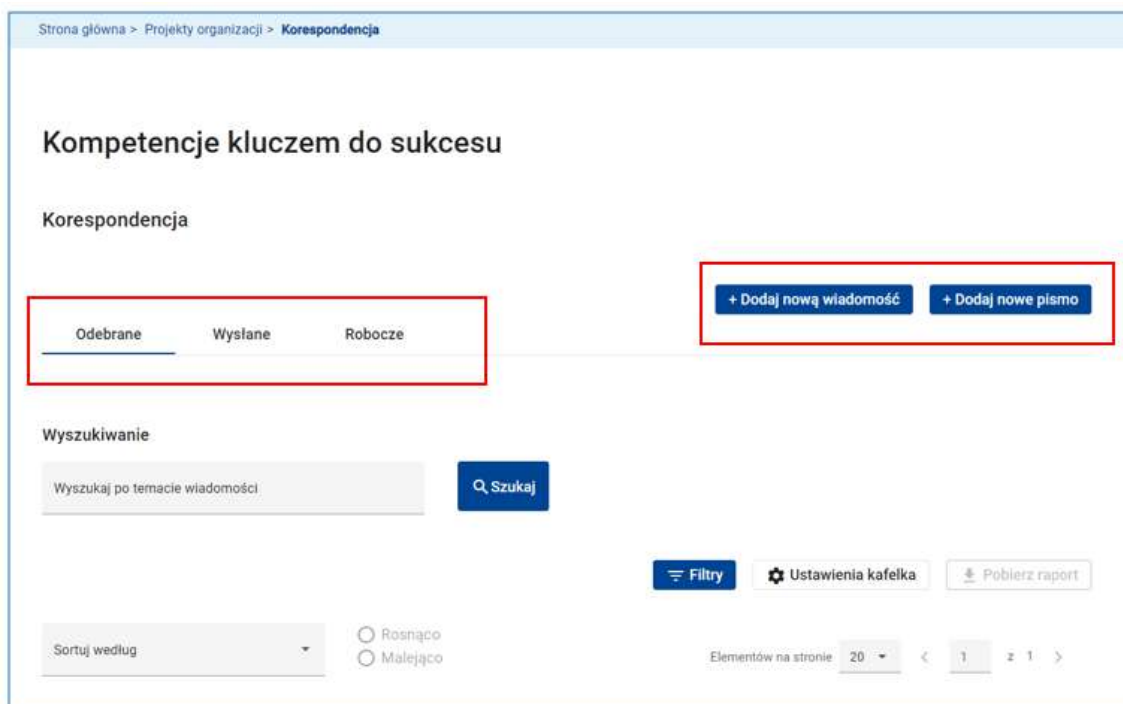 Strona główna > Projekty organizacji > Korespondencja
Kompetencje kluczem do sukcesu
Korespondencja
+ Dodaj nową wiadomość + Dodaj nowe pismo
Odebrane Wysłane Robocze
Wyszukiwanie
Wyszukaj po temacie wiadomości Szukaj
Filtry Ustawienia kafelka Pobierz raport
Rosnąco
Sortuj według Malejąco Elementów na stronie 20 < 1 z 1 >